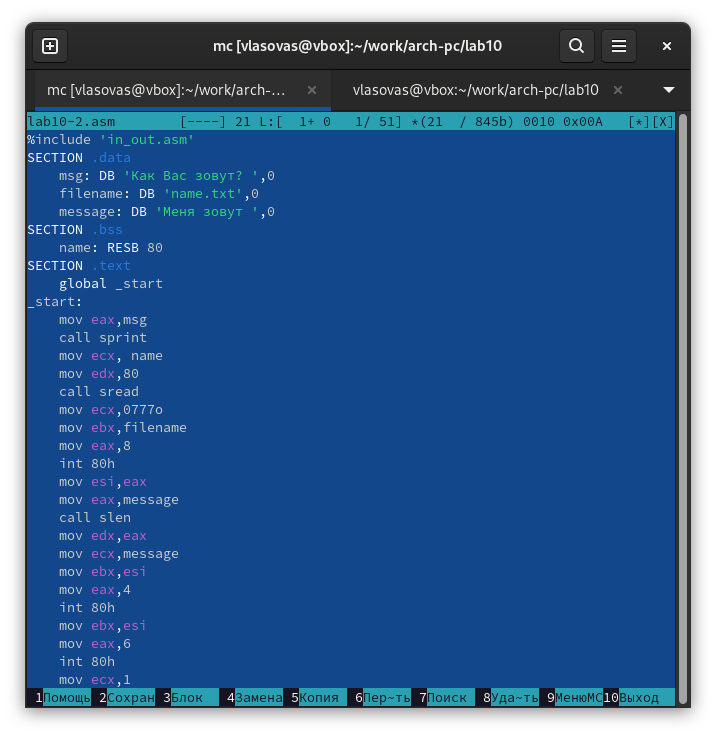 mc [vlasovas@vbox]:~/work/arch-pc/lab10
mc [vlasovas@vbox]:~/work/arch-... vlasovas@vbox:~/work/arch-pc/lab10
lab10-2.asm [----] 21 L:[ 1+ 0 1/ 51] *(21 / 845b) 0010 0x00A [*][X]
%include 'in_out.asm'
SECTION .data
msg: DB 'Как Вас зовут? ',0
filename: DB 'name.txt',0
message: DB 'Меня зовут ',0
SECTION .bss
name: RESB 80
SECTION .text
global _start
_start:
mov eax,msg
call sprint
mov ecx, name
mov edx,80
call sread
mov ecx,0777o
mov ebx,filename
mov eax,8
int 80h
mov esi,eax
mov eax,message
call slen
mov edx,eax
mov ecx,message
mov ebx,esi
mov eax,4
int 80h
mov ebx,esi
mov eax,6
int 80h
mov ecx,1
1Помощь 2Сохран 3Блок 4Замена 5Копия 6Пер~ть 7Поиск 8Уда~ть 9МенюMC 10Выход